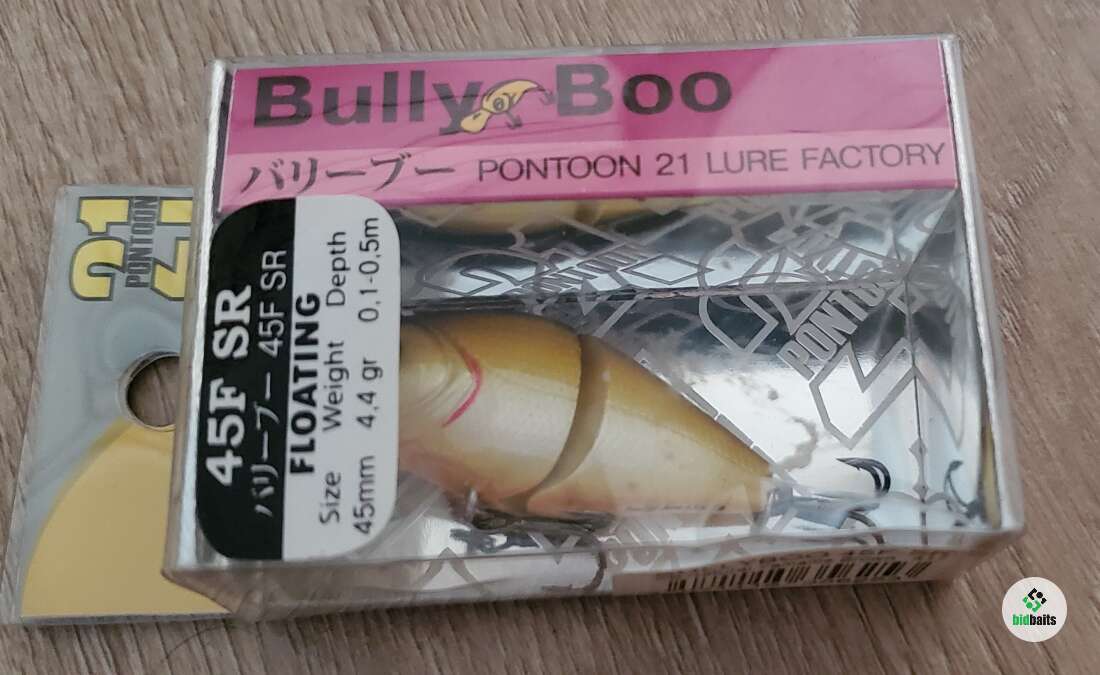 Bully Boo
バリーブー PONTOON 21 LURE FACTORY
21
PONTOON
45F SR
バリーブー 45F SR
FLOATING
Size Weight Depth
45mm 4,4 gr 0,1-0,5m
PONTOON
PONTOON
bidbaits